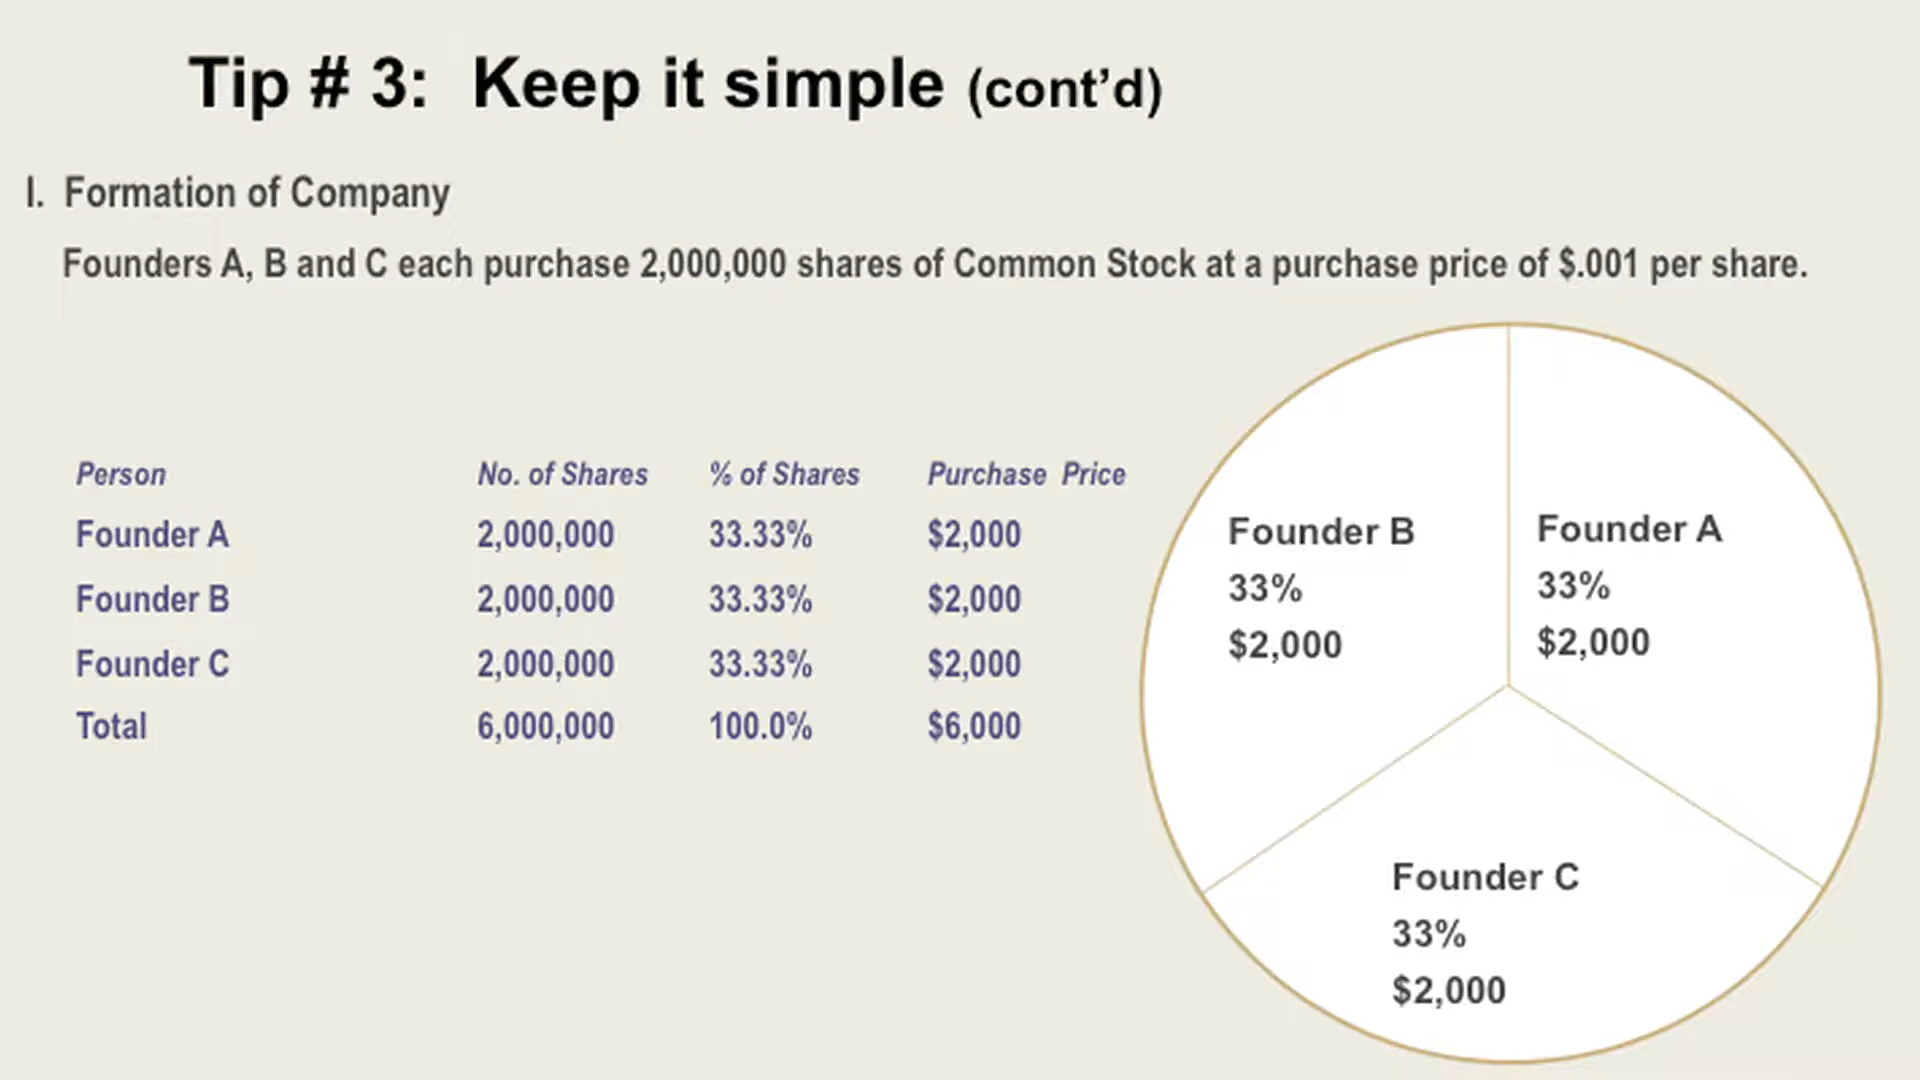 Tip # 3: Keep it simple (cont’d)
I. Formation of Company
Founders A, B and C each purchase 2,000,000 shares of Common Stock at a purchase price of $.001 per share.
Person No. of Shares % of Shares Purchase Price
Founder A 2,000,000 33.33% $2,000
Founder B 2,000,000 33.33% $2,000
Founder C 2,000,000 33.33% $2,000
Total 6,000,000 100.0% $6,000
Founder B
33%
$2,000
Founder A
33%
$2,000
Founder C
33%
$2,000